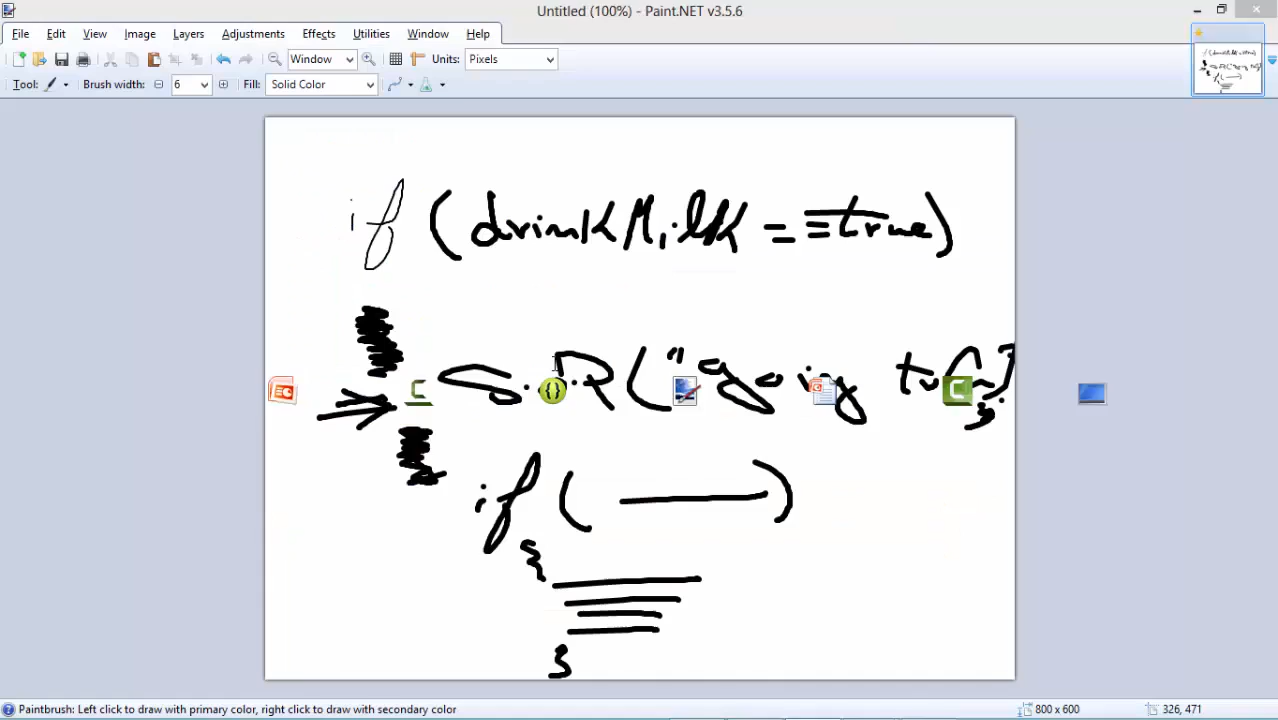 Untitled (100%) - Paint.NET v3.5.6
File Edit View Image Layers Adjustments Effects Utilities Window Help
Window Units: Pixels
Tool: Brush width: 6 Fill: Solid Color
if (drinkMilk == true)
S.R("going
if ( )
{
}
Paintbrush: Left click to draw with primary color, right click to draw with secondary color 800 x 600 326, 471